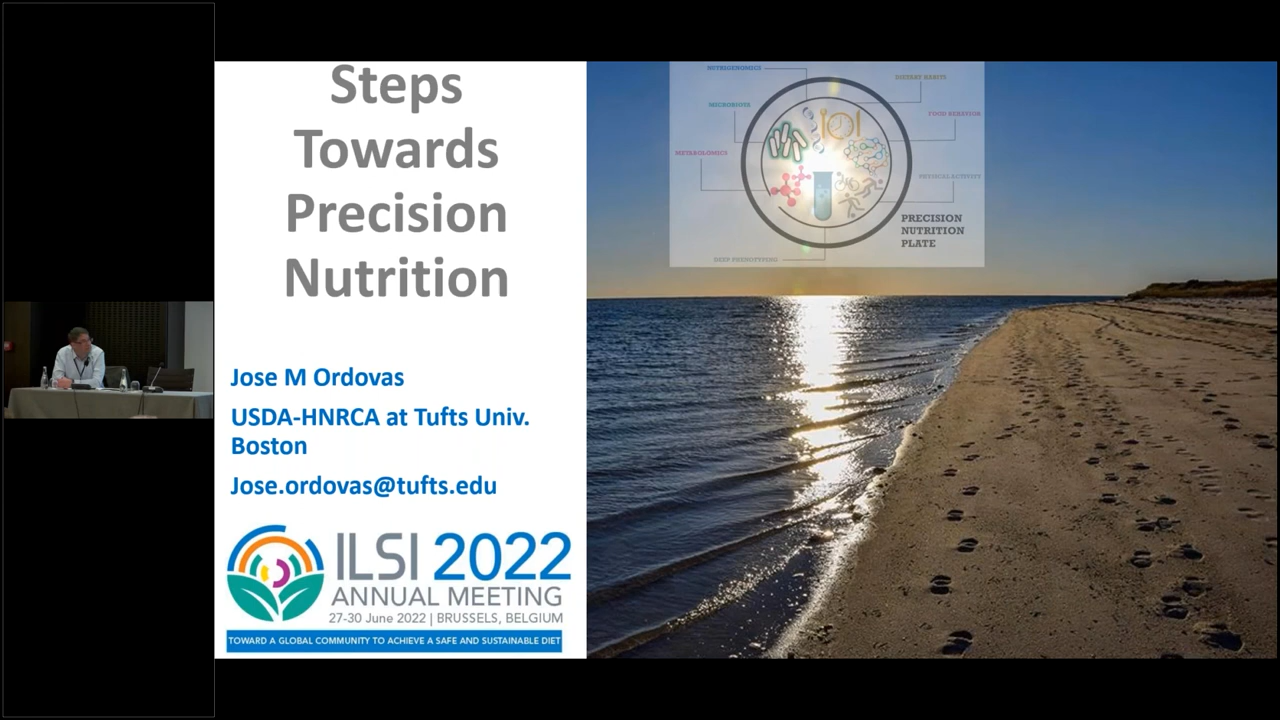 Steps
Towards
Precision
Nutrition
Jose M Ordovas
USDA-HNRCA at Tufts Univ.
Boston
Jose.ordovas@tufts.edu
ILSI 2022
ANNUAL MEETING
27-30 June 2022 | BRUSSELS, BELGIUM
TOWARD A GLOBAL COMMUNITY TO ACHIEVE A SAFE AND SUSTAINABLE DIET
NUTRIGENOMICS
DIETARY HABITS
MICROBIOTE
FOOD BEHAVIOR
METABOLOMICS
PHYSICAL ACTIVITY
PRECISION
NUTRITION
PLATE
DEEP PHENOTYPING